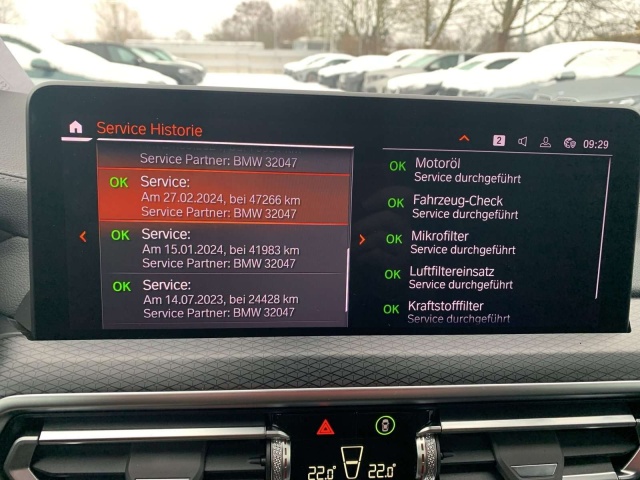 Service Historie
2
09:29
Service Partner: BMW 32047
OK Service:
Am 27.02.2024, bei 47266 km
Service Partner: BMW 32047
OK Service:
Am 15.01.2024, bei 41983 km
Service Partner: BMW 32047
OK Service:
Am 14.07.2023, bei 24428 km
Service Partner: BMW 32047
OK Motoröl
Service durchgeführt
OK Fahrzeug-Check
Service durchgeführt
OK Mikrofilter
Service durchgeführt
OK Luftfiltereinsatz
Service durchgeführt
OK Kraftstofffilter
Service durchgeführt
22.0° 22.0°